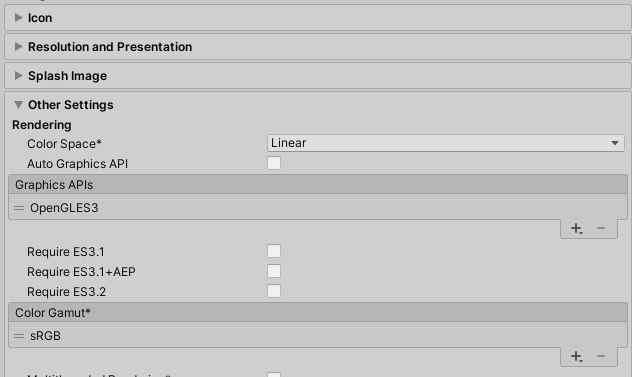 Icon
Resolution and Presentation
Splash Image
Other Settings
Rendering
Color Space*
Linear
Auto Graphics API
Graphics APIs
OpenGLES3
Require ES3.1
Require ES3.1+AEP
Require ES3.2
Color Gamut*
sRGB